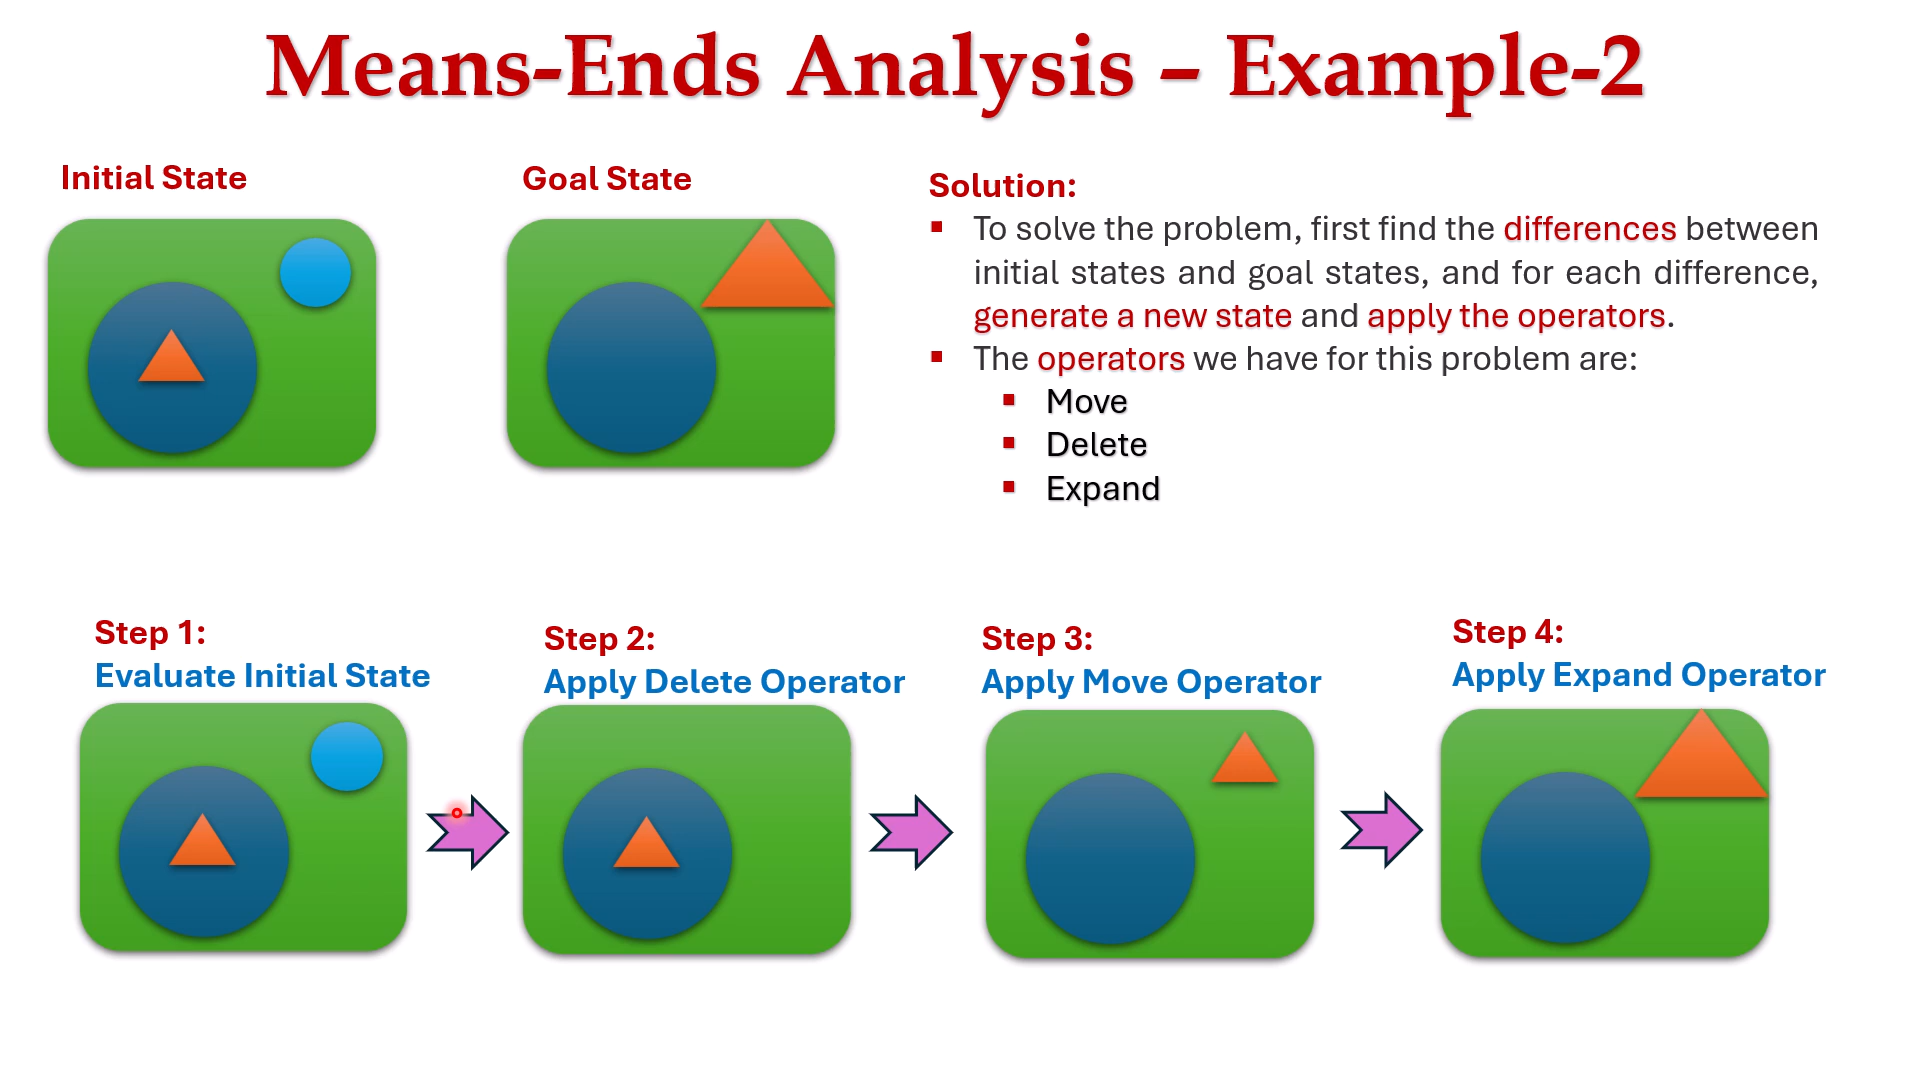 Means-Ends Analysis – Example-2
Initial State
Goal State
Solution:
▪ To solve the problem, first find the differences between
initial states and goal states, and for each difference,
generate a new state and apply the operators.
▪ The operators we have for this problem are:
▪ Move
▪ Delete
▪ Expand
Step 1:
Evaluate Initial State
Step 2:
Apply Delete Operator
Step 3:
Apply Move Operator
Step 4:
Apply Expand Operator